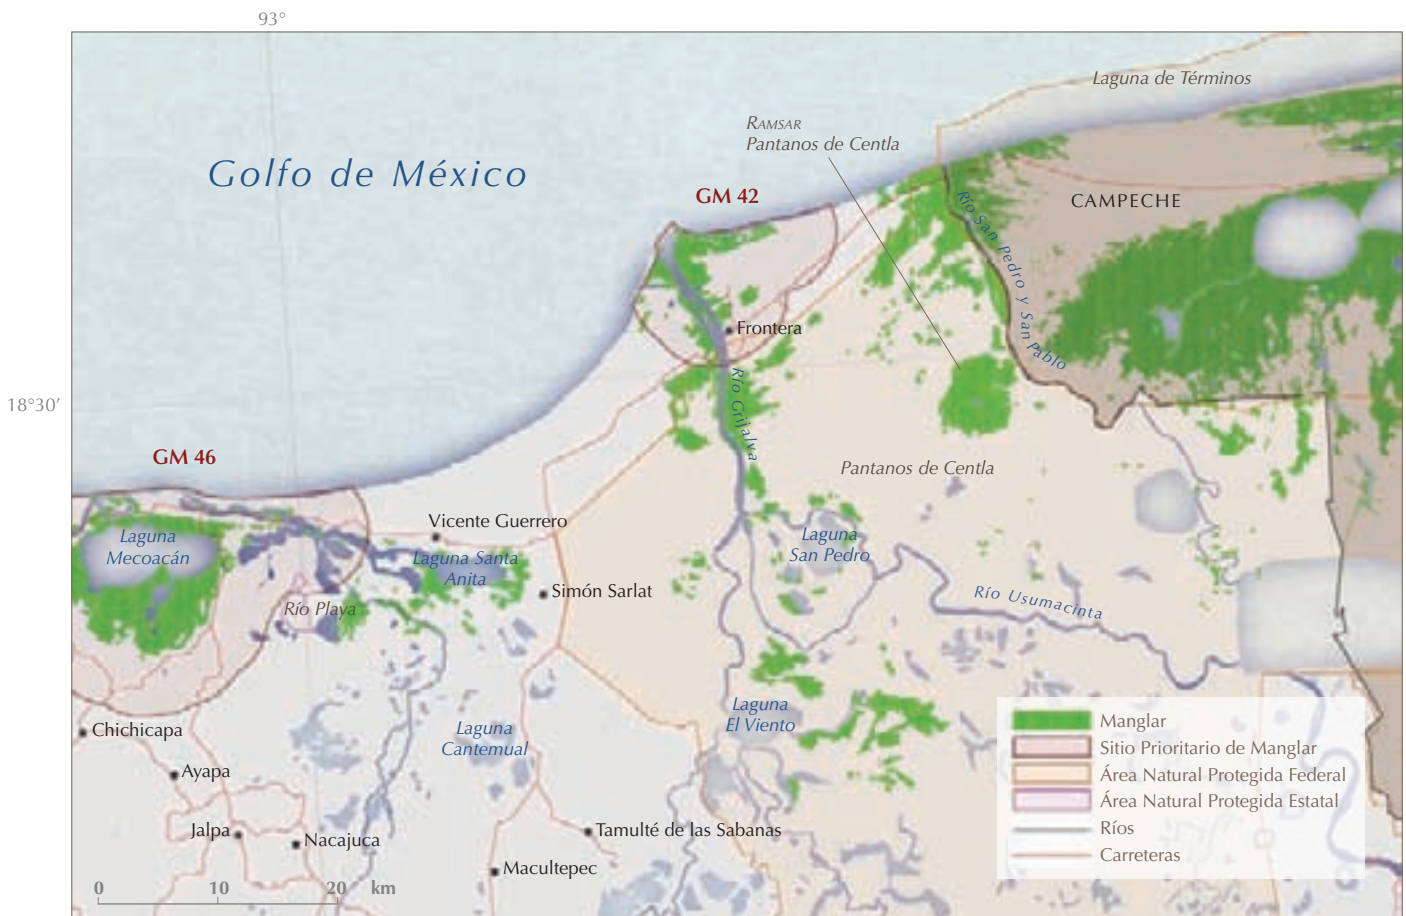 93°
Laguna de Términos
RAMSAR
Pantanos de Centla
Golfo de México
GM 42
CAMPECHE
Río San Pedro y San Pablo
Frontera
18°30'
Río Grijalva
GM 46
Pantanos de Centla
Vicente Guerrero
Laguna
Mecoacán
Laguna Santa
Anita
Laguna
San Pedro
Simón Sarlat
Río Playa
Río Usumacinta
Laguna
El Viento
Chichicapa
Laguna
Cantemual
Ayapa
Jalpa
Nacajuca
Tamulté de las Sabanas
Macultepec
Manglar
Sitio Prioritario de Manglar
Área Natural Protegida Federal
Área Natural Protegida Estatal
Ríos
Carreteras
0 10 20 km